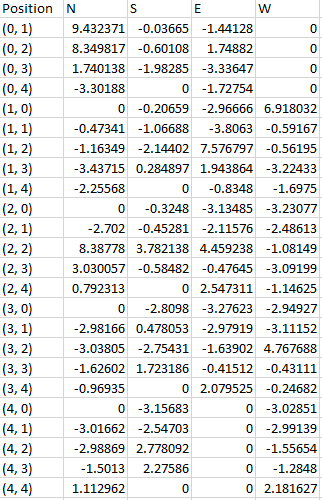 Position N S E W
(0, 1) 9.432371 -0.03665 -1.44128 0
(0, 2) 8.349817 -0.60108 1.74882 0
(0, 3) 1.740138 -1.98285 -3.33647 0
(0, 4) -3.30188 0 -1.72754 0
(1, 0) 0 -0.20659 -2.96666 6.918032
(1, 1) -0.47341 -1.06688 -3.8063 -0.59167
(1, 2) -1.16349 -2.14402 7.576797 -0.56195
(1, 3) -3.43715 0.284897 1.943864 -3.22433
(1, 4) -2.25568 0 -0.8348 -1.6975
(2, 0) 0 -0.3248 -3.13485 -3.23077
(2, 1) -2.702 -0.45281 -2.11576 -2.48613
(2, 2) 8.38778 3.782138 4.459238 -1.08149
(2, 3) 3.030057 -0.58482 -0.47645 -3.09199
(2, 4) 0.792313 0 2.547311 -1.14625
(3, 0) 0 -2.8098 -3.27623 -2.94927
(3, 1) -2.98166 0.478053 -2.97919 -3.11152
(3, 2) -3.03805 -2.75431 -1.63902 4.767688
(3, 3) -1.62602 1.723186 -0.41512 -0.43111
(3, 4) -0.96935 0 2.079525 -0.24682
(4, 0) 0 -3.15683 0 -3.02851
(4, 1) -3.01662 -2.54703 0 -2.99139
(4, 2) -2.98869 2.778092 0 -1.55654
(4, 3) -1.5013 2.27586 0 -1.2848
(4, 4) 1.112962 0 0 2.181627